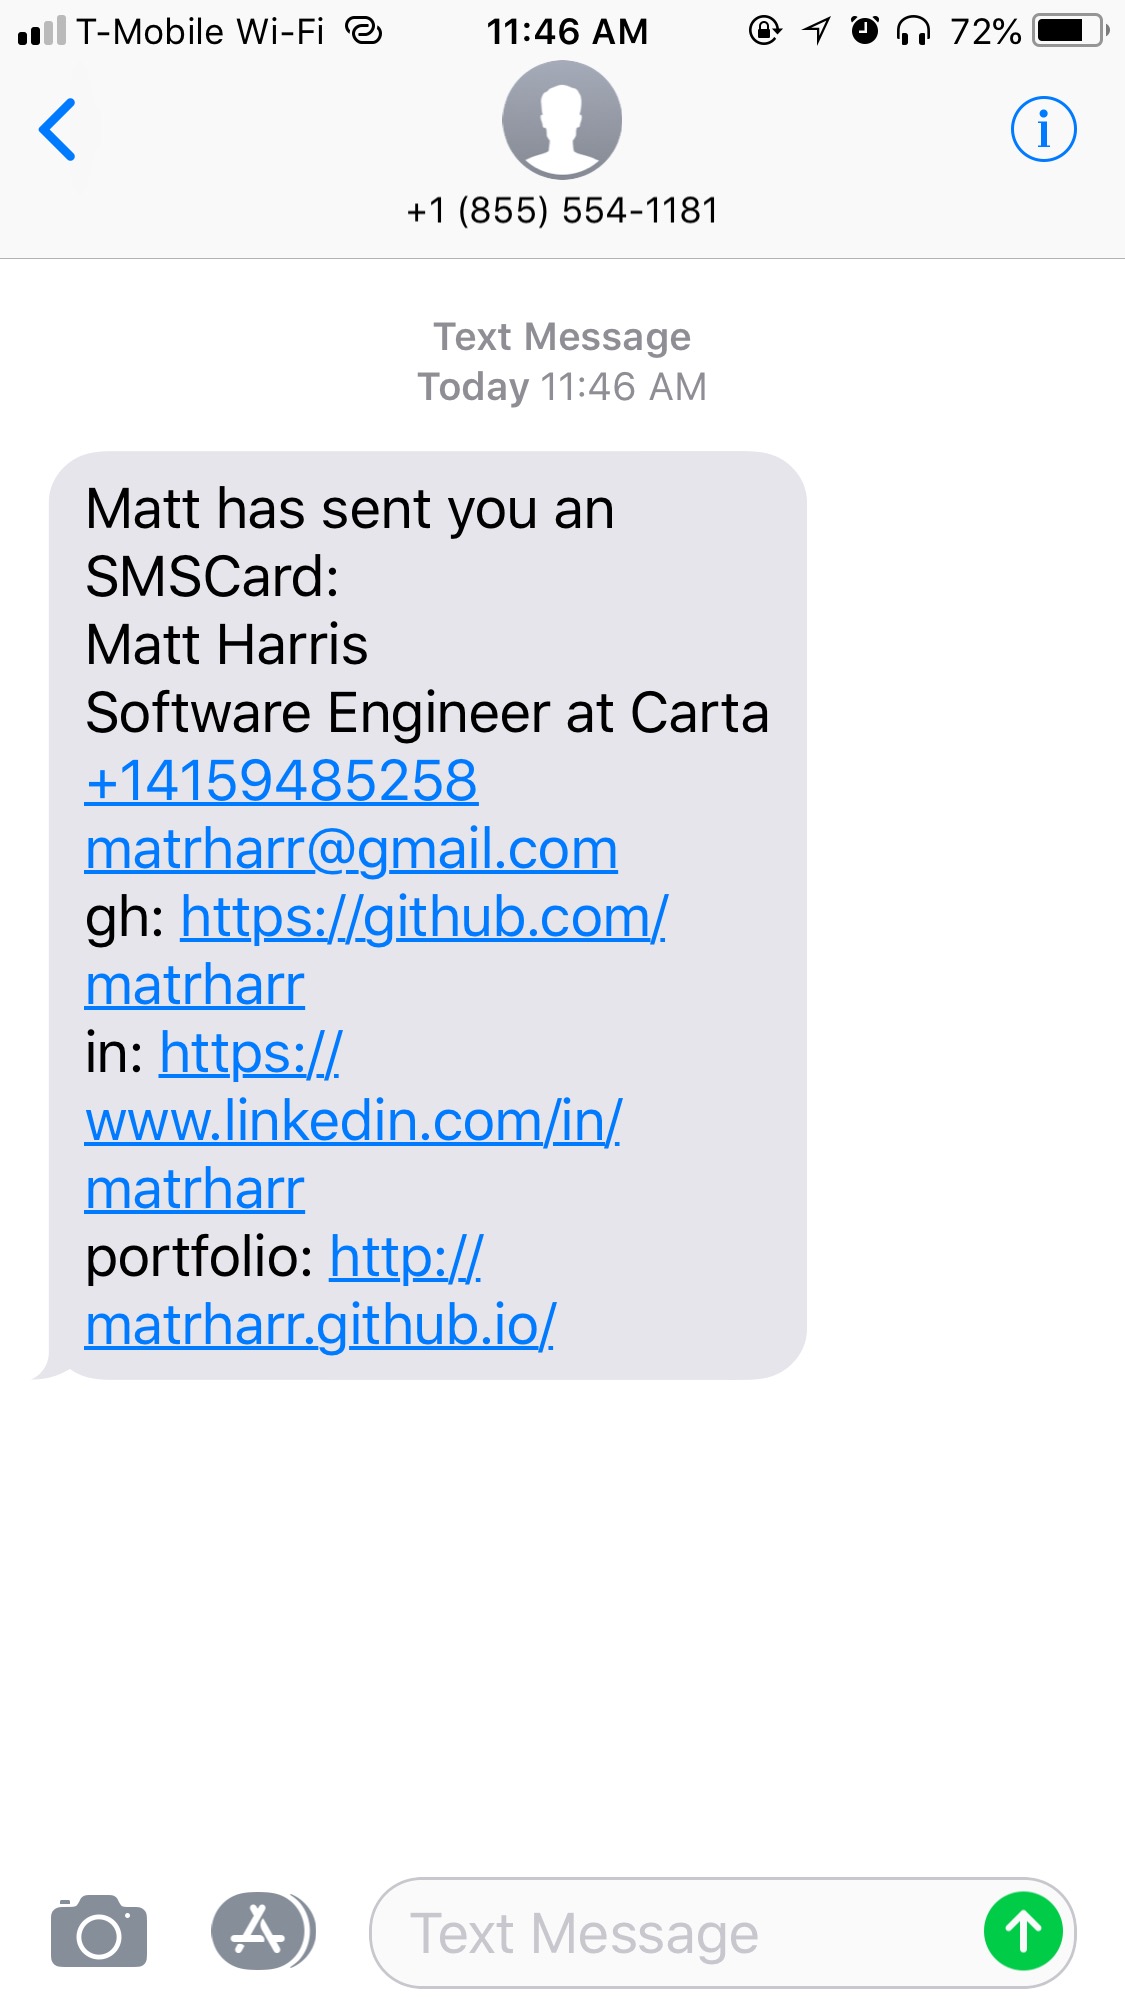 T-Mobile Wi-Fi 11:46 AM 72%
+1 (855) 554-1181
Text Message
Today 11:46 AM
Matt has sent you an
SMSCard:
Matt Harris
Software Engineer at Carta
+14159485258
matrharr@gmail.com
gh: https://github.com/
matrharr
in: https://
www.linkedin.com/in/
matrharr
portfolio: http://
matrharr.github.io/
Text Message